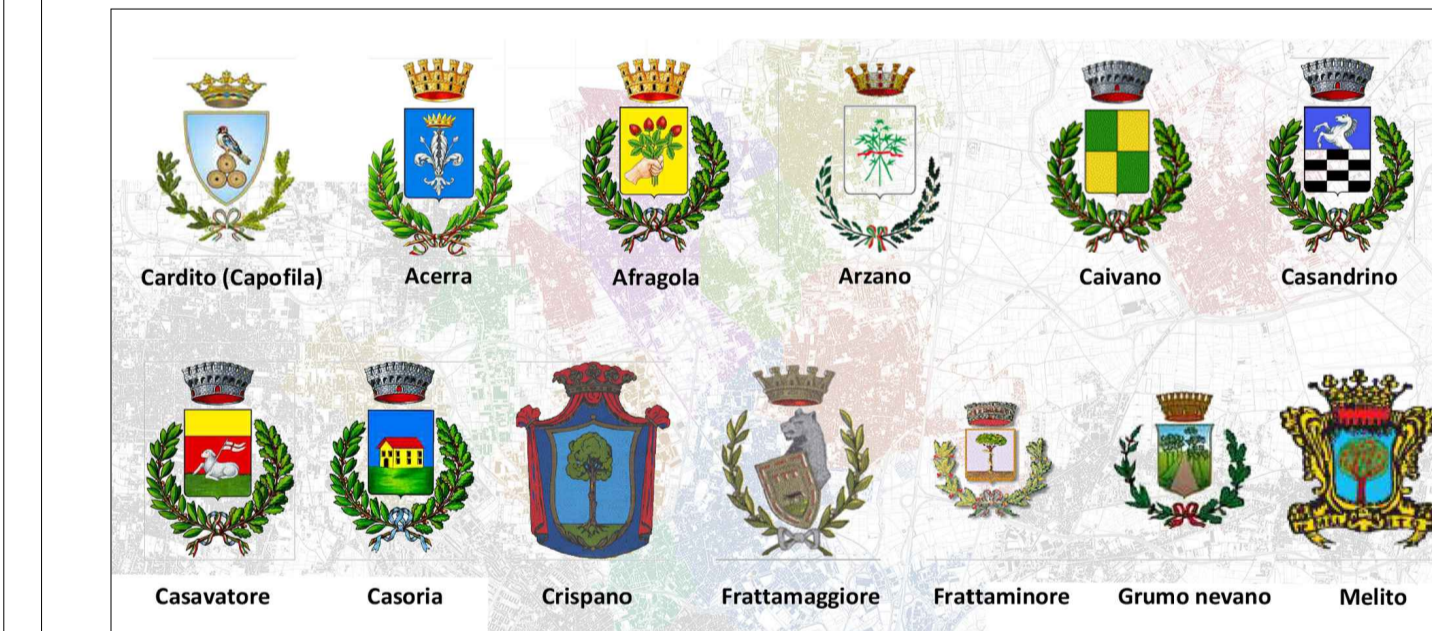 Cardito (Capofila) Acerra Afragola Arzano Caivano Casandrino
Casavatore Casoria Crispano Frattamaggiore Frattaminore Grumo nevano Melito